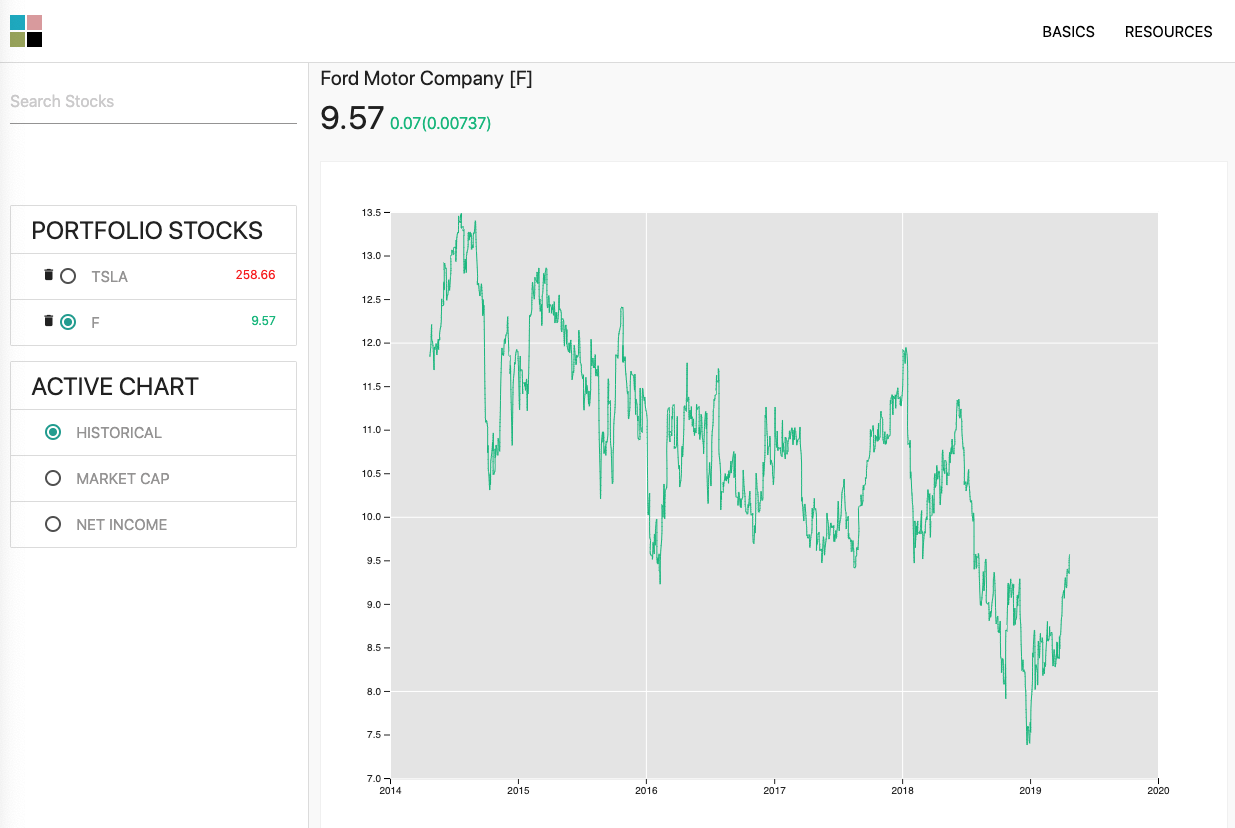 BASICS RESOURCES
Search Stocks
PORTFOLIO STOCKS
TSLA 258.66
F 9.57
ACTIVE CHART
HISTORICAL
MARKET CAP
NET INCOME
Ford Motor Company [F]
9.57 0.07(0.00737)
13.5
13.0
12.5
12.0
11.5
11.0
10.5
10.0
9.5
9.0
8.5
8.0
7.5
7.0
2014 2015 2016 2017 2018 2019 2020